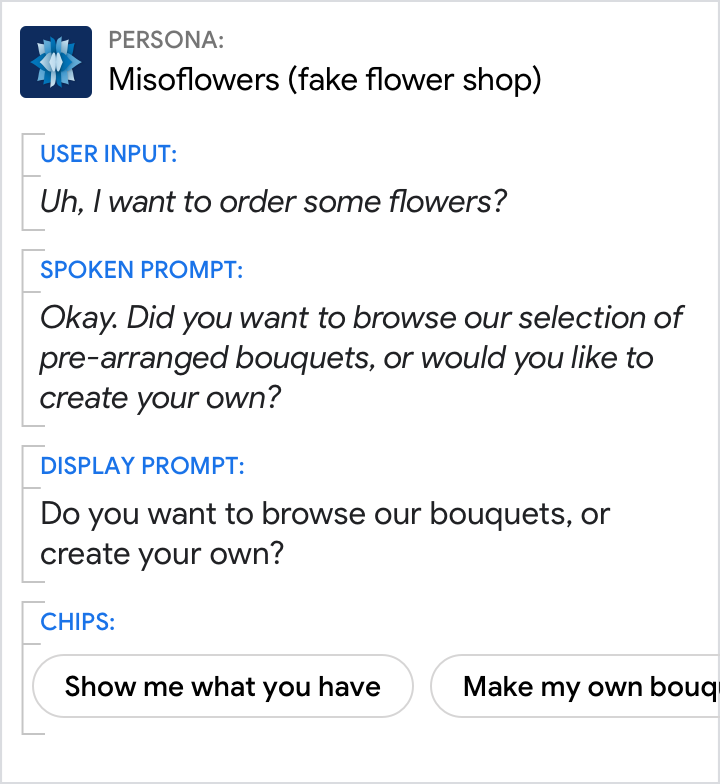 PERSONA:
Misoflowers (fake flower shop)
USER INPUT:
Uh, I want to order some flowers?
SPOKEN PROMPT:
Okay. Did you want to browse our selection of
pre-arranged bouquets, or would you like to
create your own?
DISPLAY PROMPT:
Do you want to browse our bouquets, or
create your own?
CHIPS:
Show me what you have
Make my own bouq